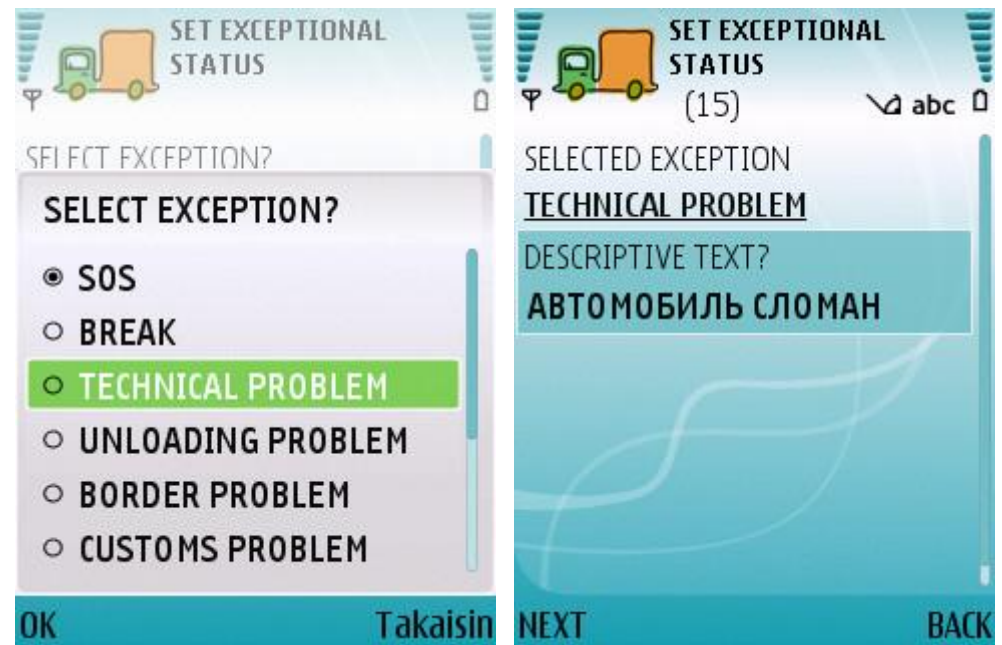 SET EXCEPTIONAL
STATUS
SELECT EXCEPTION?
SELECT EXCEPTION?
SOS
BREAK
TECHNICAL PROBLEM
UNLOADING PROBLEM
BORDER PROBLEM
CUSTOMS PROBLEM
OK
Takaisin
SET EXCEPTIONAL
STATUS
(15)
abc
SELECTED EXCEPTION
TECHNICAL PROBLEM
DESCRIPTIVE TEXT?
АВТОМОБИЛЬ СЛОМАН
NEXT
BACK